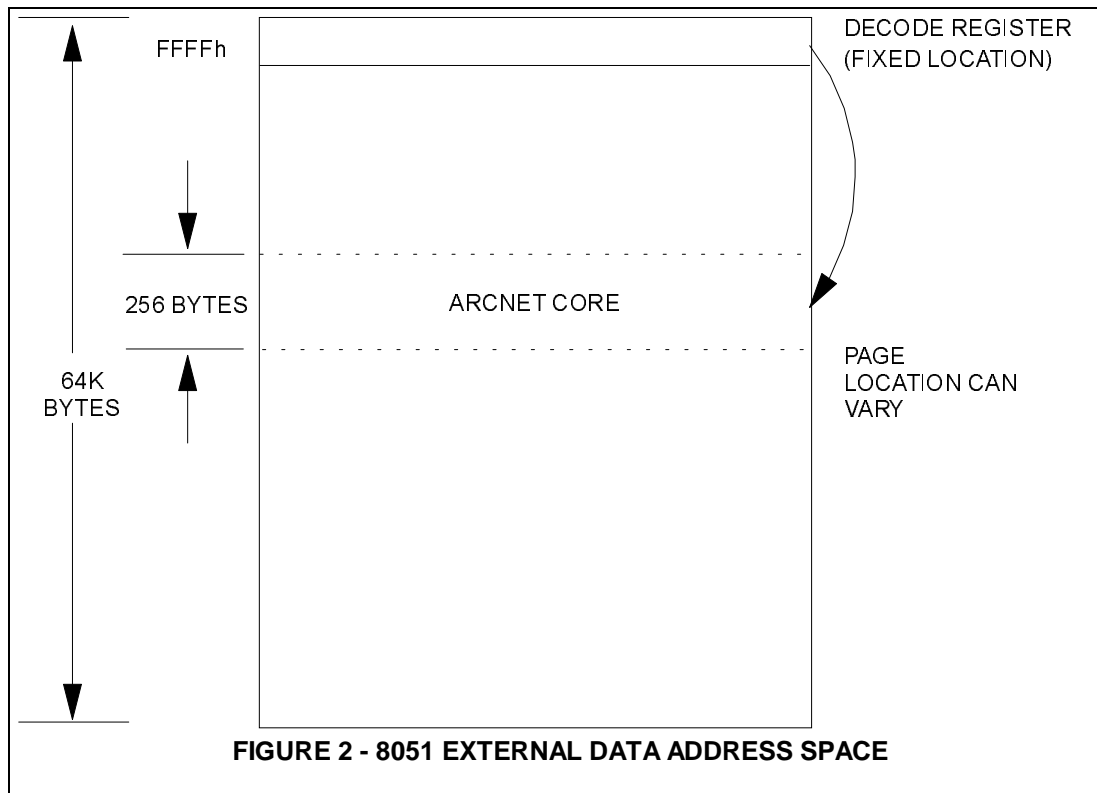 FFFFh
DECODE REGISTER
(FIXED LOCATION)
256 BYTES
ARCNET CORE
64K
BYTES
PAGE
LOCATION CAN
VARY
FIGURE 2 - 8051 EXTERNAL DATA ADDRESS SPACE